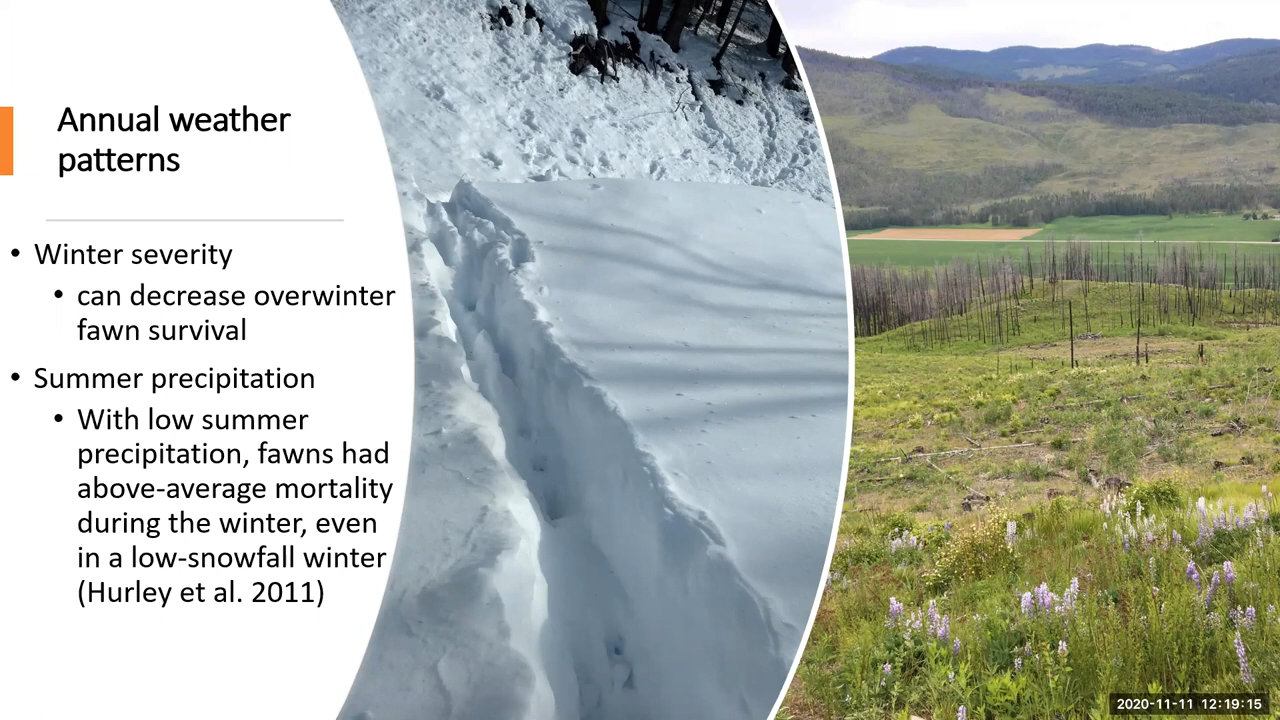 Annual weather
patterns
• Winter severity
• can decrease overwinter
fawn survival
• Summer precipitation
• With low summer
precipitation, fawns had
above-average mortality
during the winter, even
in a low-snowfall winter
(Hurley et al. 2011)
2020-11-11 12:19:15